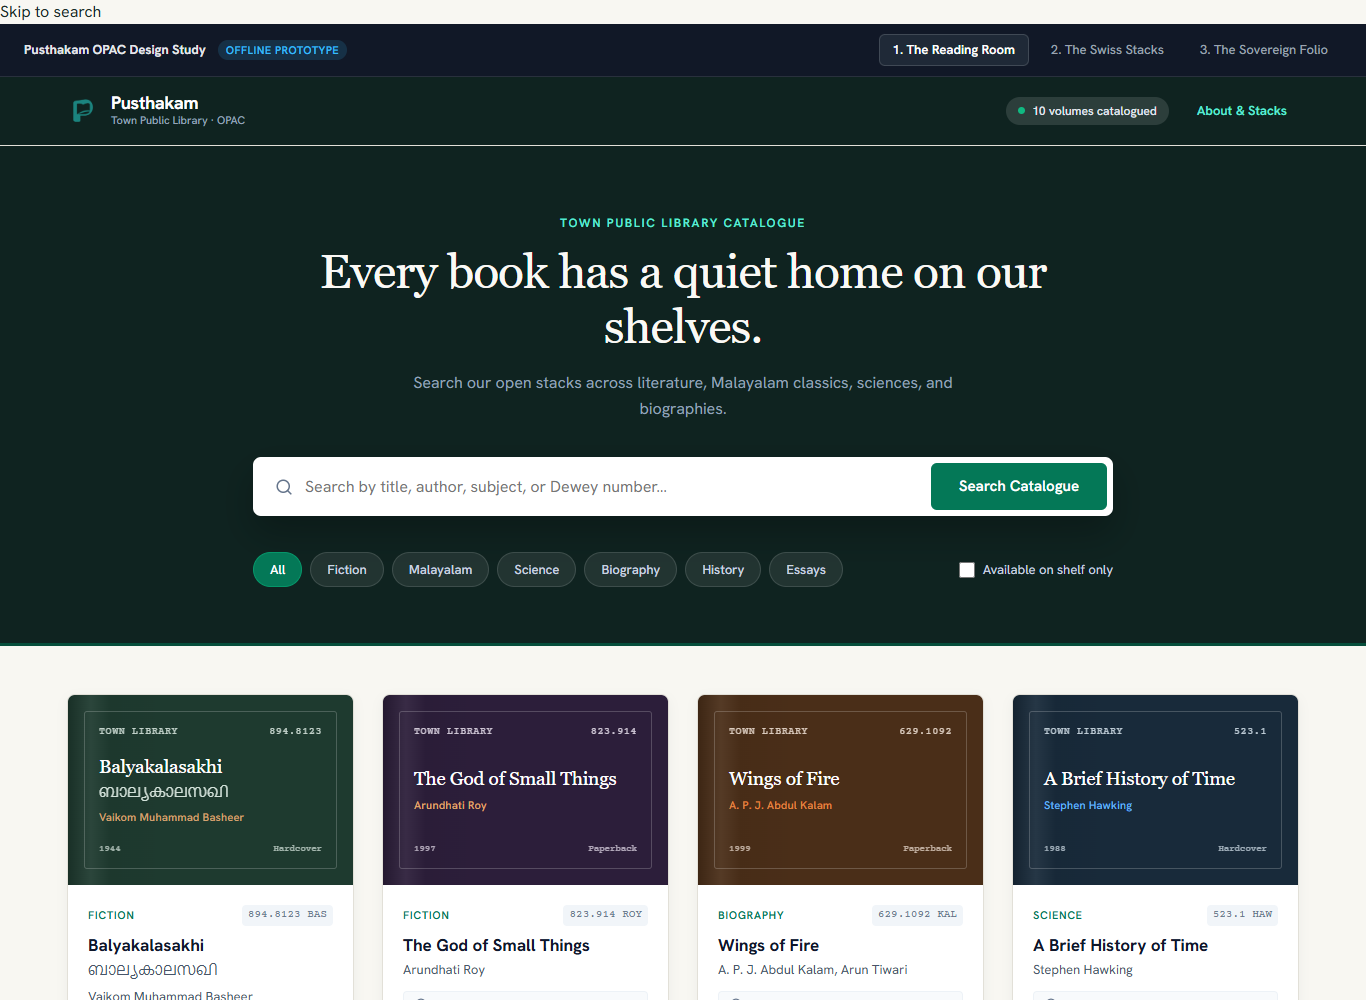 Skip to search
Pusthakam OPAC Design Study OFFLINE PROTOTYPE 1. The Reading Room 2. The Swiss Stacks 3. The Sovereign Folio
Pusthakam
Town Public Library · OPAC
10 volumes catalogued About & Stacks
TOWN PUBLIC LIBRARY CATALOGUE
Every book has a quiet home on our
shelves.
Search our open stacks across literature, Malayalam classics, sciences, and
biographies.
Search by title, author, subject, or Dewey number... Search Catalogue
All Fiction Malayalam Science Biography History Essays Available on shelf only
TOWN LIBRARY 894.8123
Balyakalasakhi
ബാല്യകാലസഖി
Vaikom Muhammad Basheer
1944 Hardcover
FICTION 894.8123 BAS
Balyakalasakhi
ബാല്യകാലസഖി
Vaikom Muhammad Basheer
TOWN LIBRARY 823.914
The God of Small Things
Arundhati Roy
1997 Paperback
FICTION 823.914 ROY
The God of Small Things
Arundhati Roy
TOWN LIBRARY 629.1092
Wings of Fire
A. P. J. Abdul Kalam
1999 Paperback
BIOGRAPHY 629.1092 KAL
Wings of Fire
A. P. J. Abdul Kalam, Arun Tiwari
TOWN LIBRARY 523.1
A Brief History of Time
Stephen Hawking
1988 Hardcover
SCIENCE 523.1 HAW
A Brief History of Time
Stephen Hawking